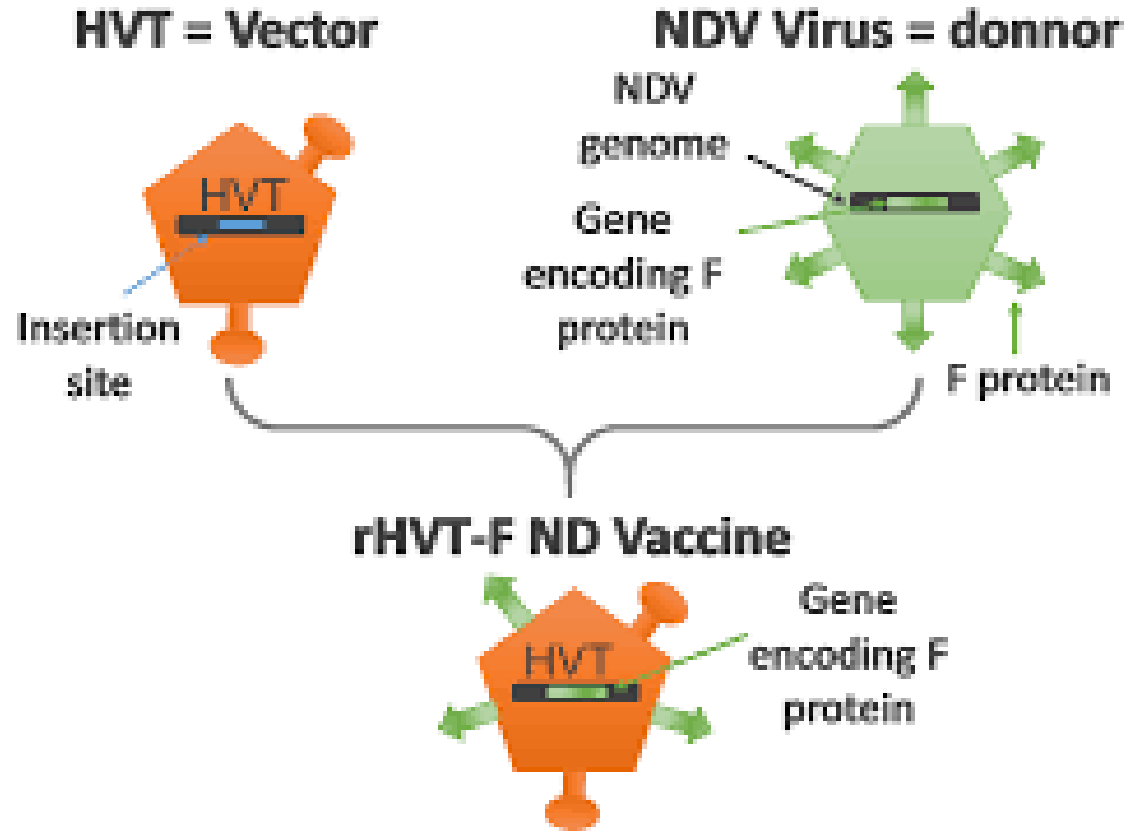 HVT = Vector
NDV Virus = donnor
NDV
genome
HVT
Gene
encoding F
protein
Insertion
site
F protein
rHVT-F ND Vaccine
Gene
encoding F
protein
HVT